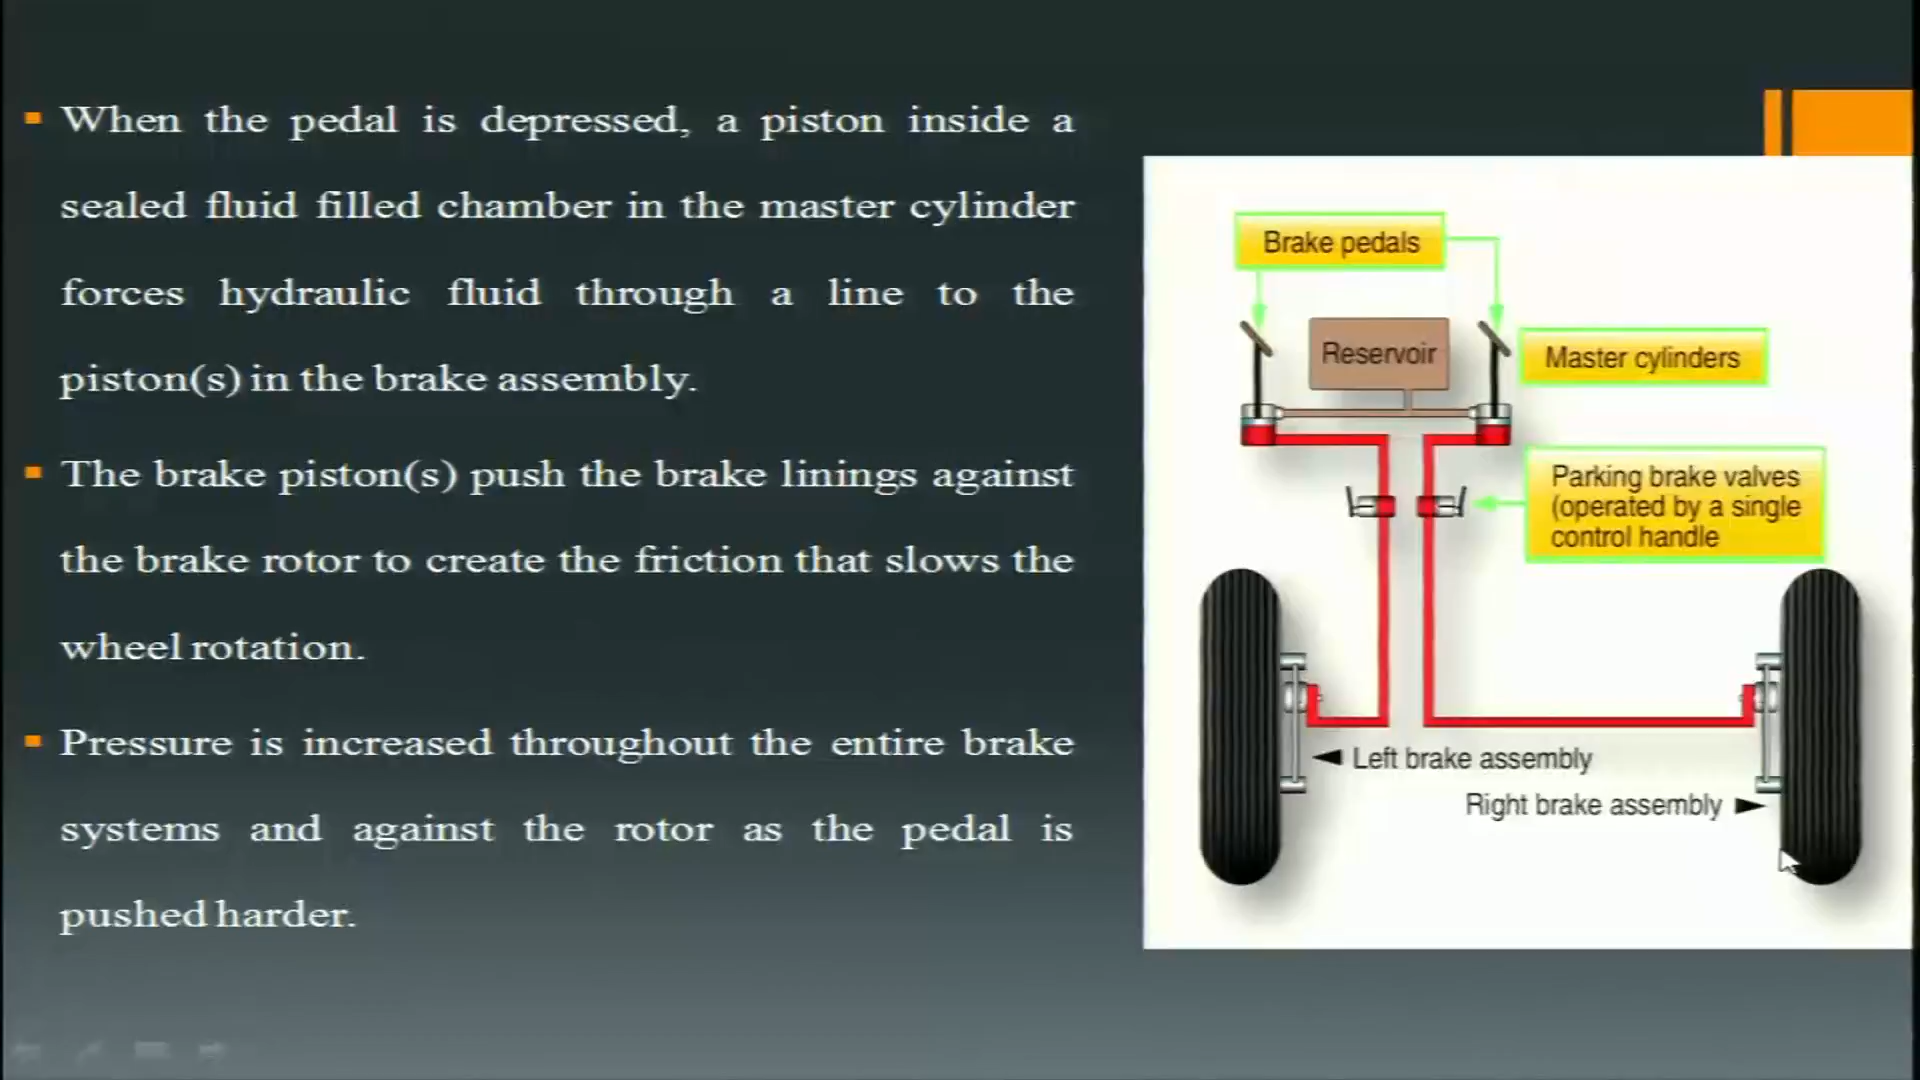 When the pedal is depressed, a piston inside a
sealed fluid filled chamber in the master cylinder
forces hydraulic fluid through a line to the
piston(s) in the brake assembly.
The brake piston(s) push the brake linings against
the brake rotor to create the friction that slows the
wheel rotation.
Pressure is increased throughout the entire brake
systems and against the rotor as the pedal is
pushed harder.
Brake pedals
Reservoir
Master cylinders
Parking brake valves
(operated by a single
control handle
Left brake assembly
Right brake assembly